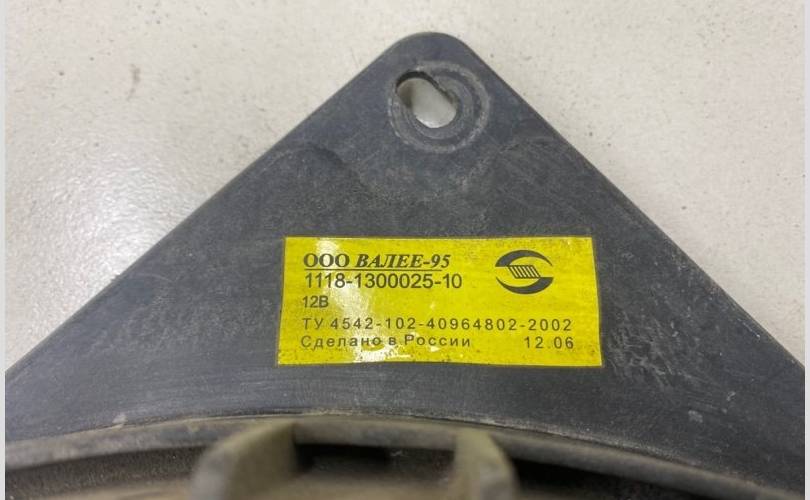 ООО ВАЛЕЕ-95
1118-1300025-10
12В
ТУ 4542-102-40964802-2002
Сделано в России 12.06